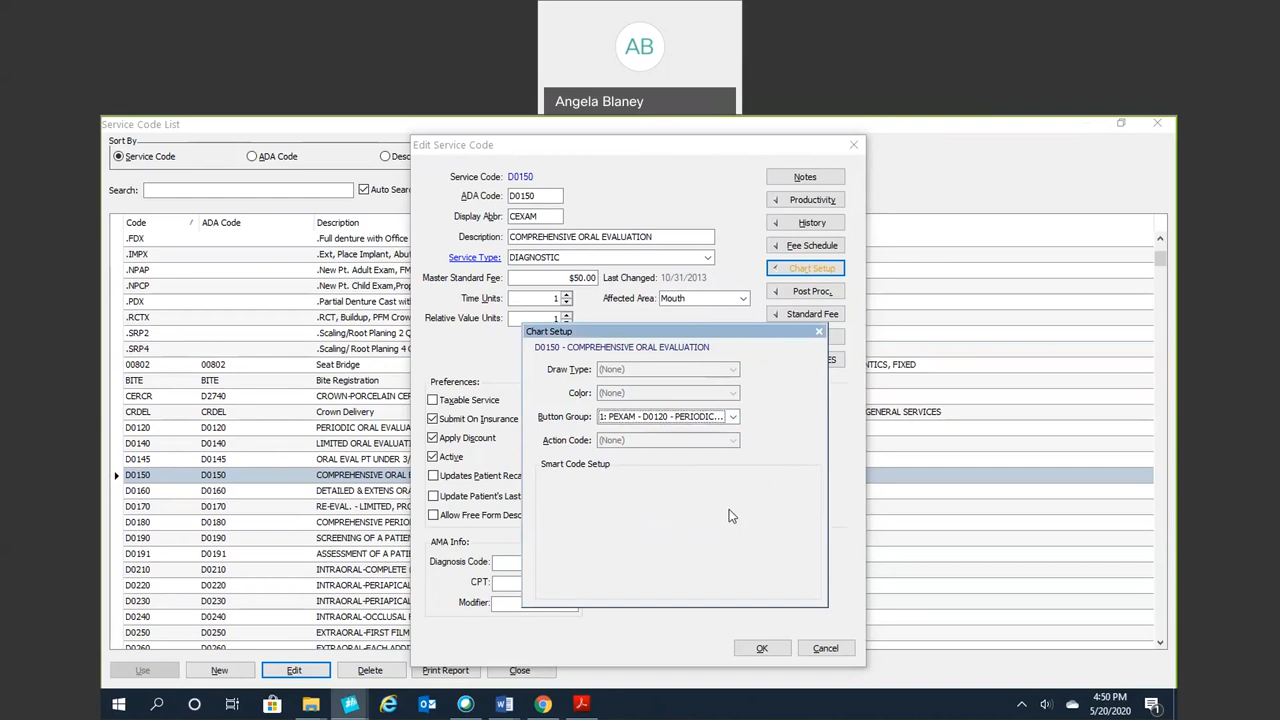 AB
Angela Blaney
Service Code List
Sort By
Service Code
ADA Code
Desc
Search:
Auto Searc
Code / ADA Code Description
.FDX Full denture with Office
.IMPX Ext, Place Implant, Abut
.NPAP New Pt. Adult Exam, FM
.NPCP New Pt. Child Exam,Prop
.PDX Partial Denture Cast with
.RCTX RCT, Buildup, PFM Crow
.SRP2 Scaling/Root Planing 2 Q
.SRP4 Scaling/ Root Planing 4
00802 00802 Seat Bridge NTICS, FIXED
BITE BITE Bite Registration
CERCR D2740 CROWN-PORCELAIN CER
CRDEL CRDEL Crown Delivery GENERAL SERVICES
D0120 D0120 PERIODIC ORAL EVALUATI
D0140 D0140 LIMITED ORAL EVALUATI
D0145 D0145 ORAL EVAL PT UNDER 3/
D0150 D0150 COMPREHENSIVE ORAL E
D0160 D0160 DETAILED & EXTENS ORA
D0170 D0170 RE-EVAL. - LIMITED, PRO
D0180 D0180 COMPREHENSIVE PERIO
D0190 D0190 SCREENING OF A PATIEN
D0191 D0191 ASSESSMENT OF A PATIE
D0210 D0210 INTRAORAL-COMPLETE
D0220 D0220 INTRAORAL-PERIAPICAL
D0230 D0230 INTRAORAL-PERIAPICAL
D0240 D0240 INTRAORAL-OCCLUSAL F
D0250 D0250 EXTRAORAL-FIRST FILM
D0260 D0260
Use
New
Edit
Delete
Print Report
Close
Edit Service Code
Service Code: D0150
ADA Code: D0150
Display Abbr: CEXAM
Description: COMPREHENSIVE ORAL EVALUATION
Service Type: DIAGNOSTIC
Master Standard Fee: $50.00 Last Changed: 10/31/2013
Time Units: 1 Affected Area: Mouth
Relative Value Units: 1
Notes
Productivity
History
Fee Schedule
Chart Setup
Post Proc.
Standard Fee
ES
Preferences:
Taxable Service
Submit On Insurance
Apply Discount
Active
Updates Patient Reca
Update Patient's Last
Allow Free Form Desc
AMA Info:
Diagnosis Code:
CPT:
Modifier:
OK
Cancel
Chart Setup
D0150 - COMPREHENSIVE ORAL EVALUATION
Draw Type: (None)
Color: (None)
Button Group: 1: PEXAM - D0120 - PERIODIC...
Action Code: (None)
Smart Code Setup
4:50 PM
5/20/2020
1